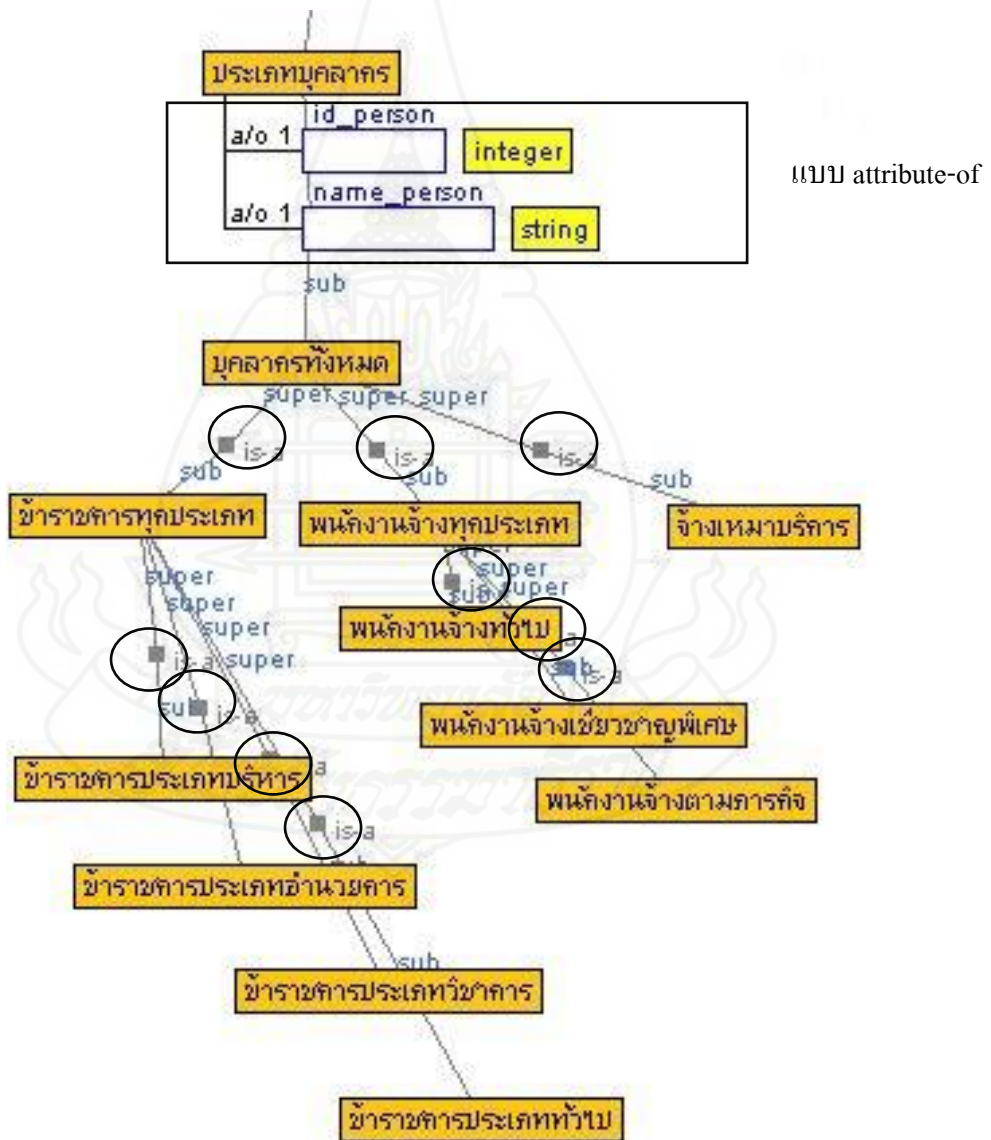 ประเภทบุคลากร
id_person
a/o 1
integer
แบบ attribute-of
name_person
a/o 1
string
sub
บุคลากรทั้งหมด
super super super
is-a is-a is-a
sub sub sub
ข้าราชการทุกประเภท พนักงานจ้างทุกประเภท จ้างเหมาบริการ
super
super super
super sub super
super
พนักงานจ้างทั่วไป
super
is-a
sub is-a
sub is-a
พนักงานจ้างเชี่ยวชาญพิเศษ
ข้าราชการประเภทบริหาร
พนักงานจ้างตามภารกิจ
is-a
ข้าราชการประเภทอำนวยการ
sub
ข้าราชการประเภทวิชาการ
ข้าราชการประเภททั่วไป